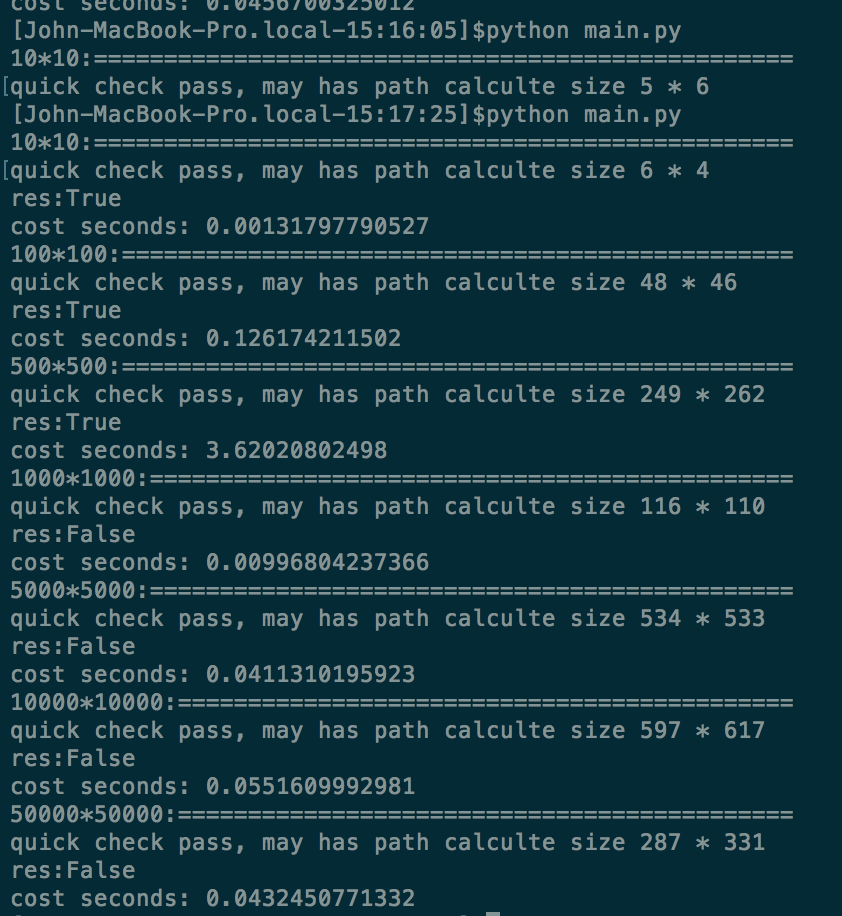 cost seconds: 0.0456700325012
[John-MacBook-Pro.local-15:16:05]$python main.py
10*10:==================================================
[quick check pass, may has path calculte size 5 * 6
[John-MacBook-Pro.local-15:17:25]$python main.py
10*10:==================================================
[quick check pass, may has path calculte size 6 * 4
res:True
cost seconds: 0.00131797790527
100*100:================================================
quick check pass, may has path calculte size 48 * 46
res:True
cost seconds: 0.126174211502
500*500:================================================
quick check pass, may has path calculte size 249 * 262
res:True
cost seconds: 3.62020802498
1000*1000:==============================================
quick check pass, may has path calculte size 116 * 110
res:False
cost seconds: 0.00996804237366
5000*5000:==============================================
quick check pass, may has path calculte size 534 * 533
res:False
cost seconds: 0.0411310195923
10000*10000:============================================
quick check pass, may has path calculte size 597 * 617
res:False
cost seconds: 0.0551609992981
50000*50000:============================================
quick check pass, may has path calculte size 287 * 331
res:False
cost seconds: 0.0432450771332